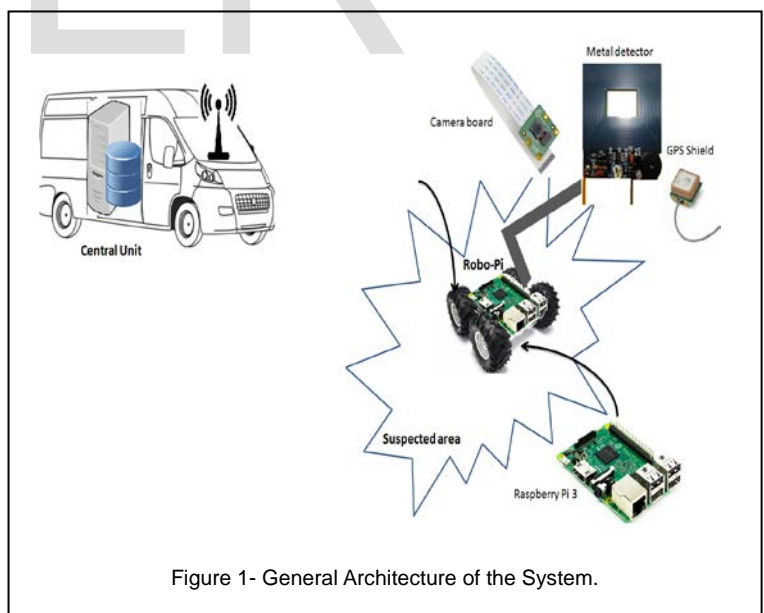 Metal detector
Camera board
GPS Shield
Central Unit
Robo-Pi
Suspected area
Raspberry Pi 3
Figure 1- General Architecture of the System.